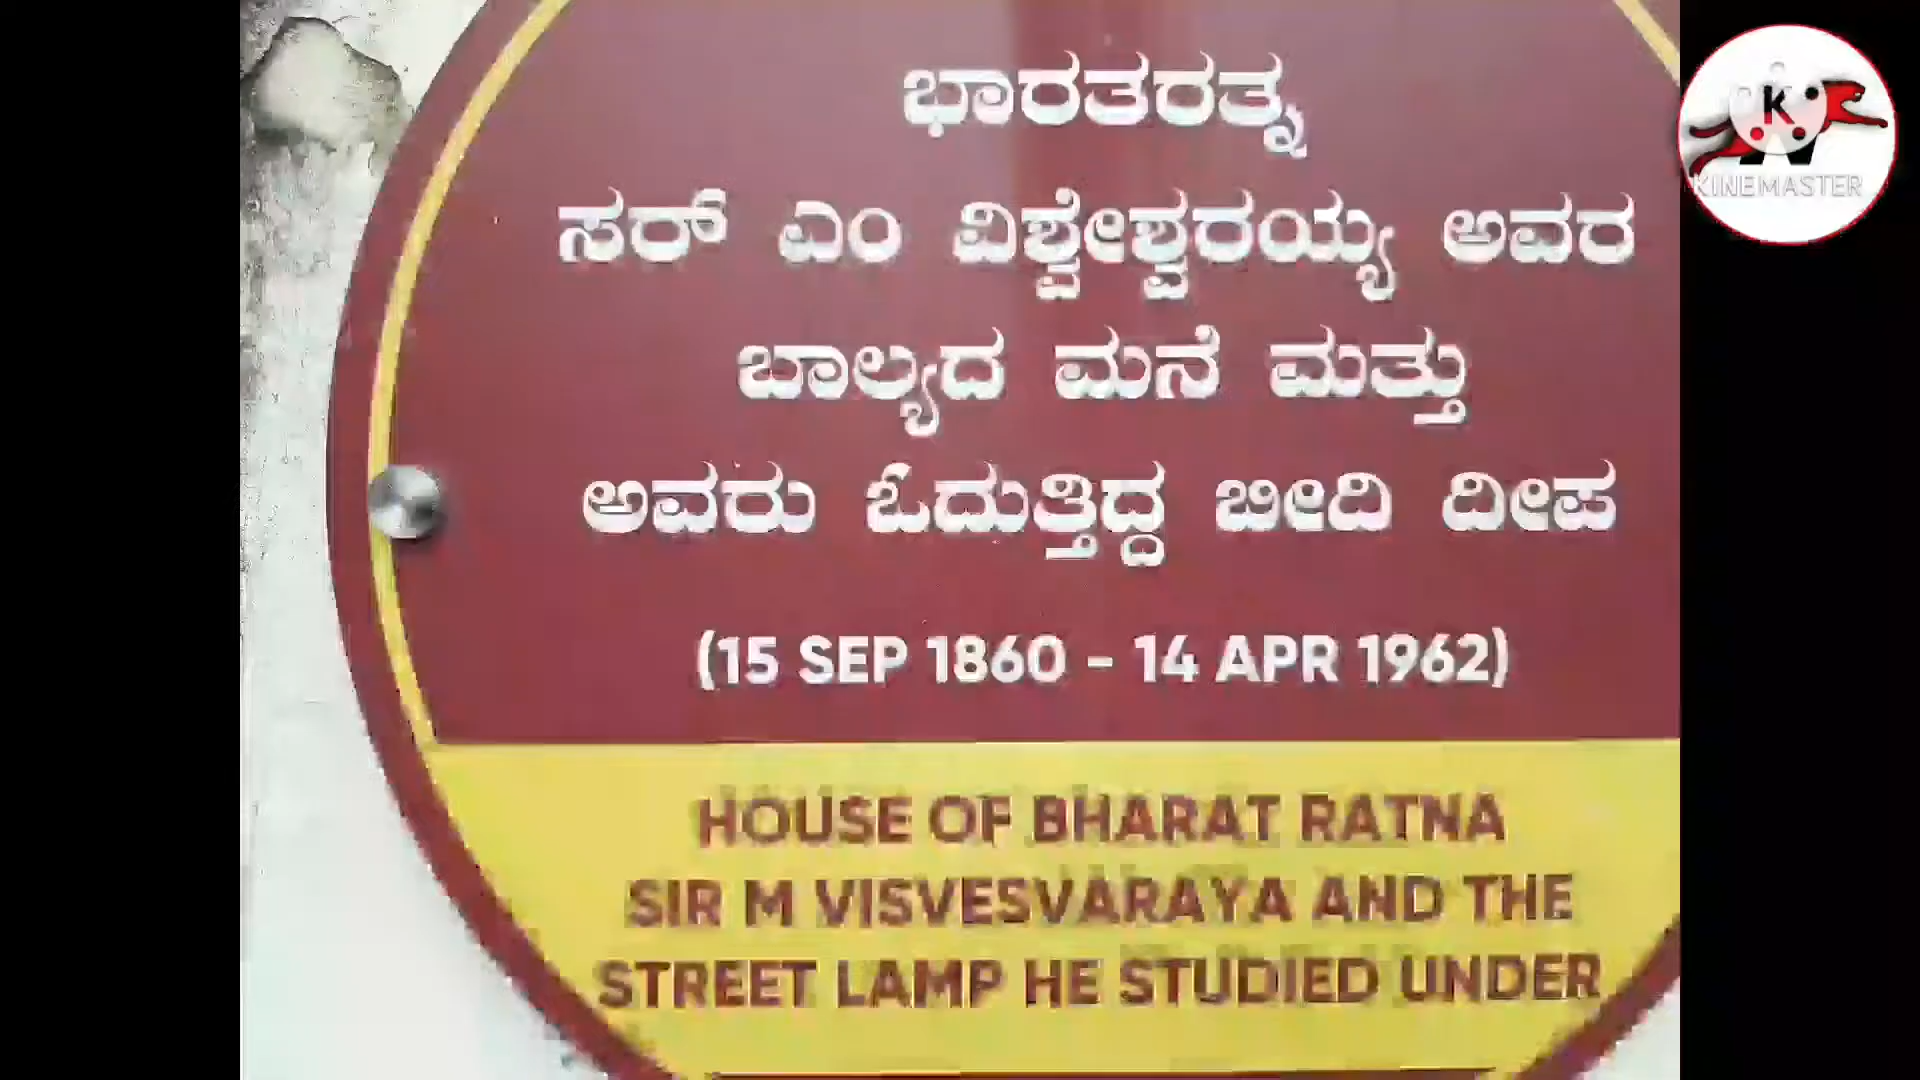 ಭಾರತರತ್ನ
ಸರ್ ಎಂ ವಿಶ್ವೇಶ್ವರಯ್ಯ ಅವರ
ಬಾಲ್ಯದ ಮನೆ ಮತ್ತು
ಅವರು ಓದುತ್ತಿದ್ದ ಬೀದಿ ದೀಪ
(15 SEP 1860 - 14 APR 1962)
HOUSE OF BHARAT RATNA
SIR M VISVESVARAYA AND THE
STREET LAMP HE STUDIED UNDER
K
KINEMASTER